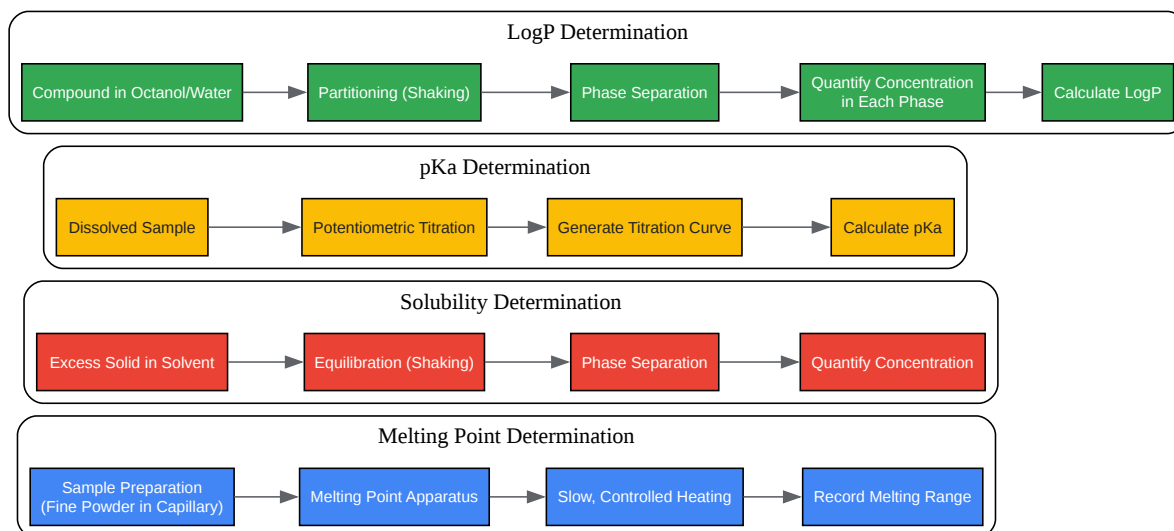 LogP Determination
Compound in Octanol/Water
Partitioning (Shaking)
Phase Separation
Quantify Concentration
in Each Phase
Calculate LogP
pKa Determination
Dissolved Sample
Potentiometric Titration
Generate Titration Curve
Calculate pKa
Solubility Determination
Excess Solid in Solvent
Equilibration (Shaking)
Phase Separation
Quantify Concentration
Melting Point Determination
Sample Preparation
(Fine Powder in Capillary)
Melting Point Apparatus
Slow, Controlled Heating
Record Melting Range